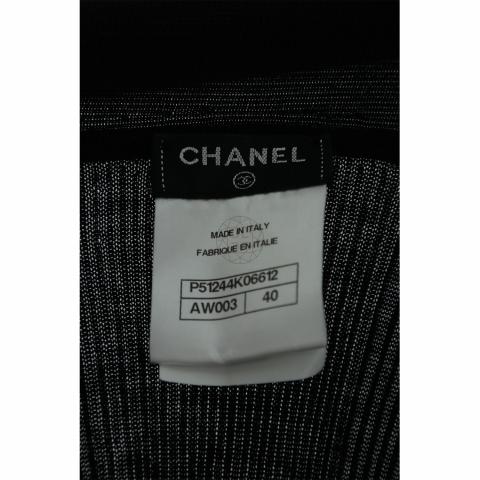 CHANEL
MADE IN ITALY
FABRIQUE EN ITALIE
P51244K06612
AW003 40